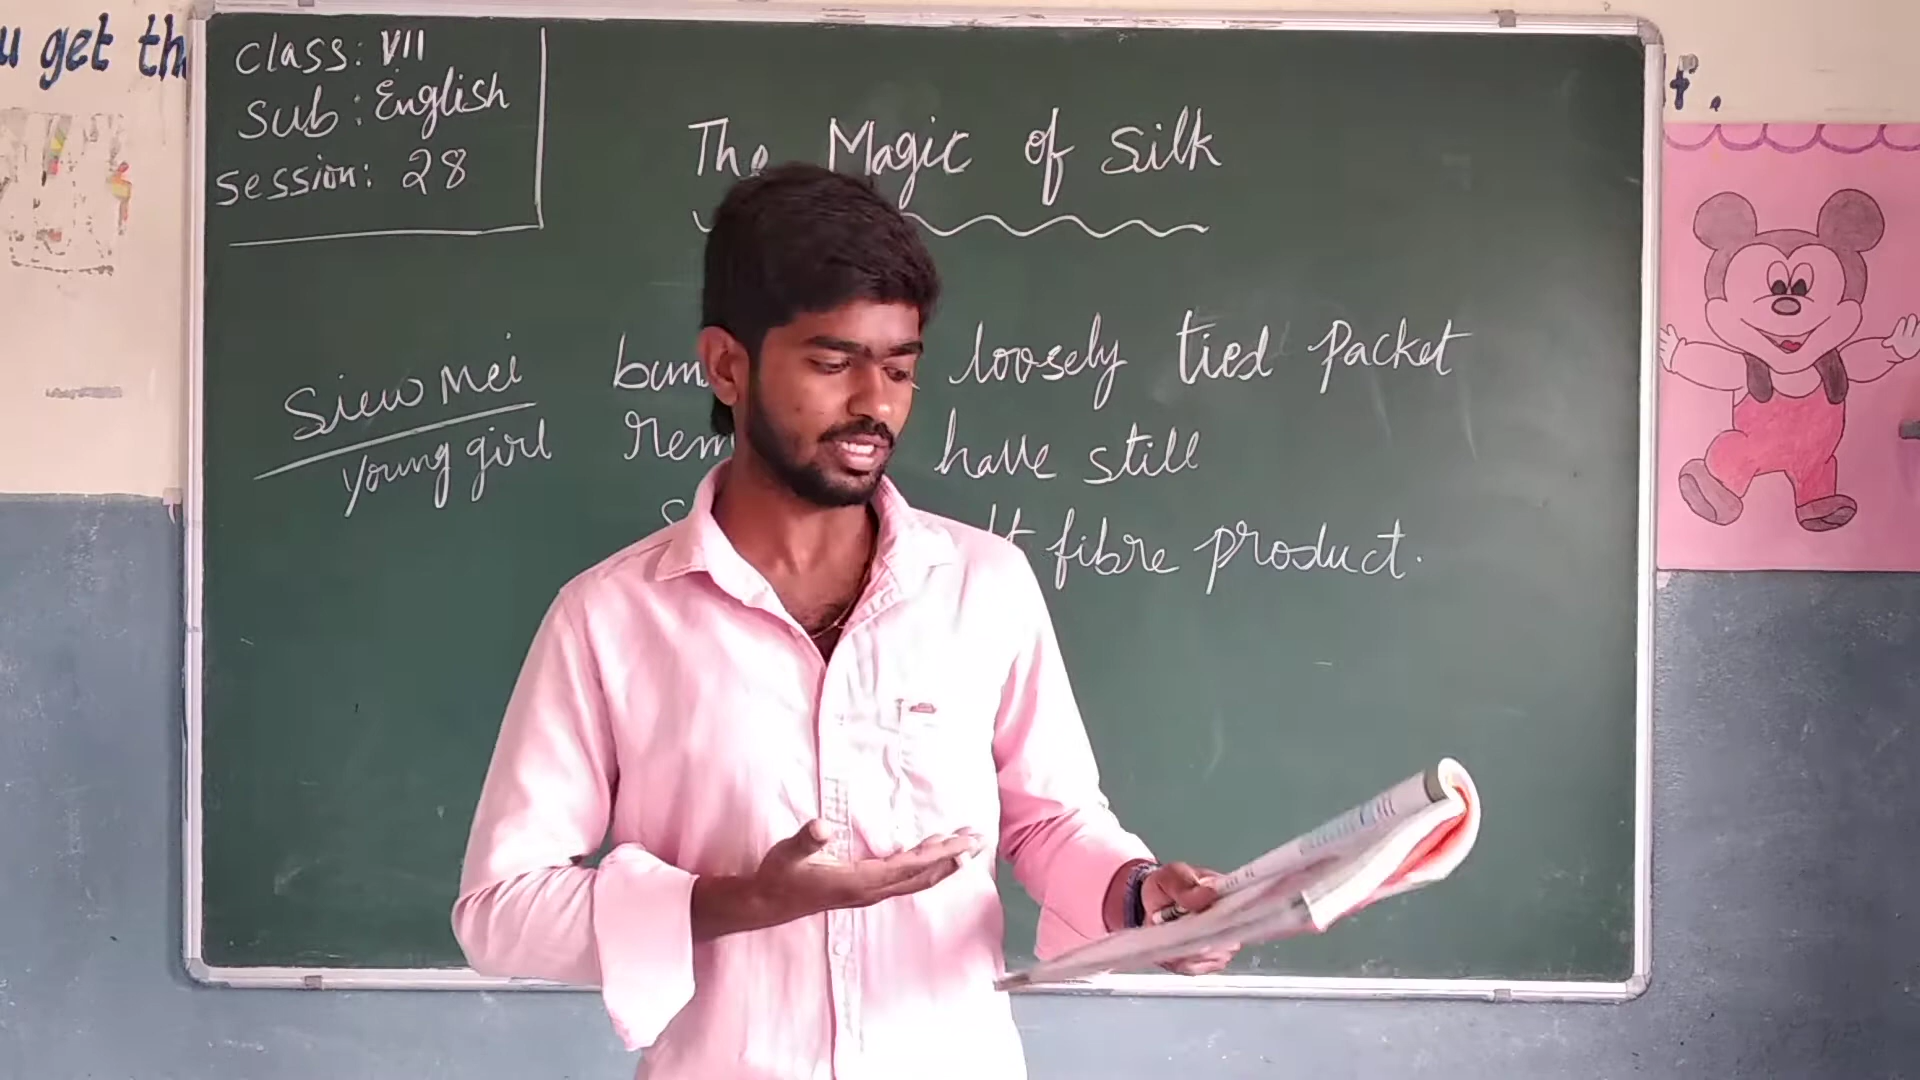 u get th
t.
Class: VII
Sub: English
Session: 28
The Magic of Silk
Siew Mei
young girl
loosely tied packet
have still
fibre product.